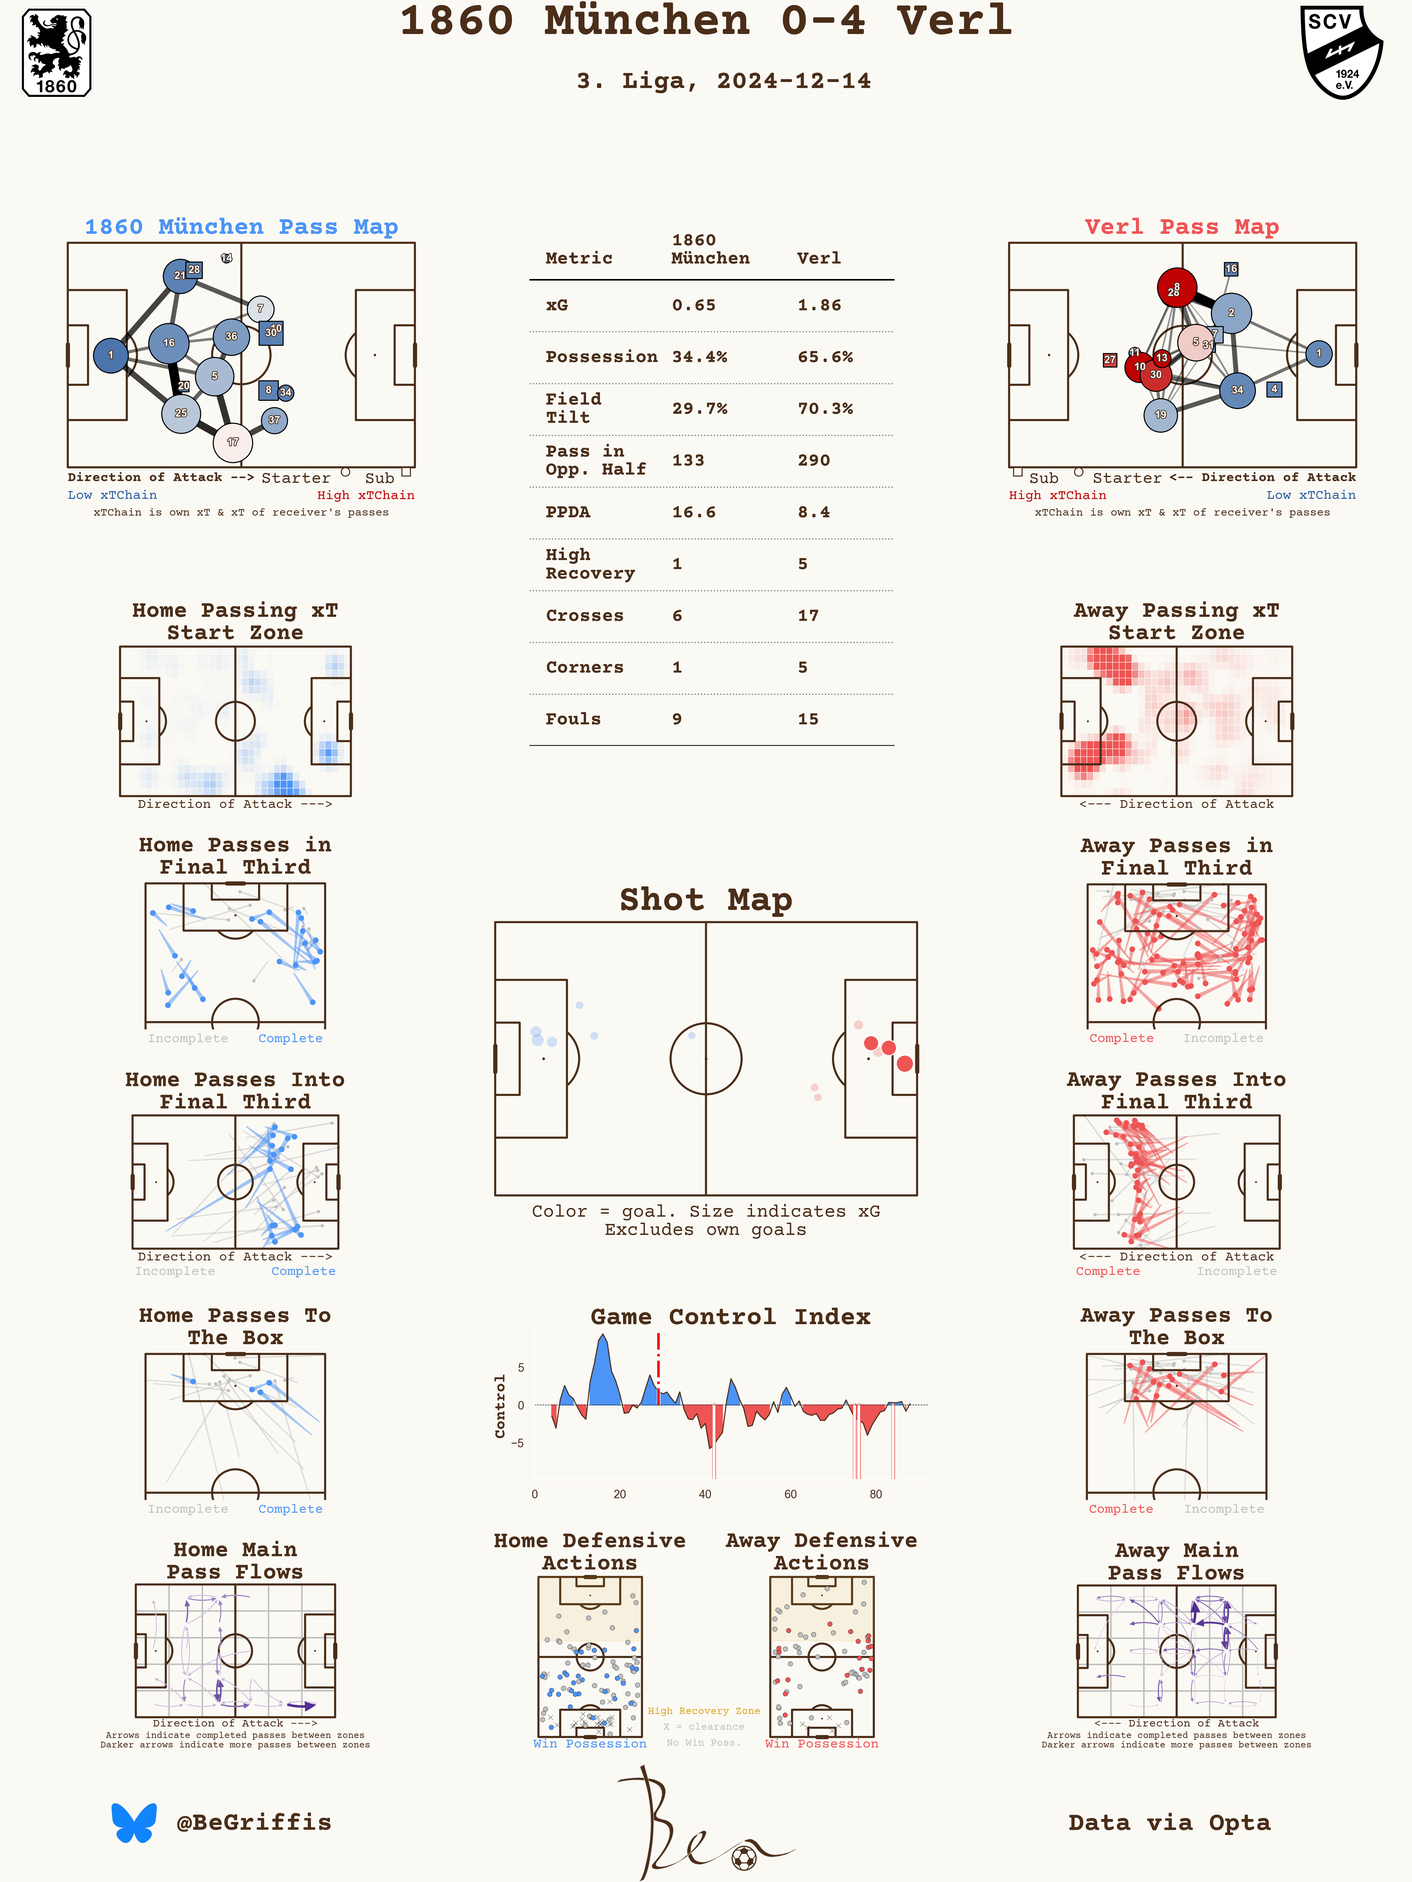 1860 München 0-4 Verl
3. Liga, 2024-12-14
1860
SCV
1924
e.V.
1860 München Pass Map
21
28
14
7
16
36
10
30
1
5
20
8
34
25
37
17
Direction of Attack --> Starter Sub
Low xTChain High xTChain
xTChain is own xT & xT of receiver's passes
Metric 1860 München Verl
xG 0.65 1.86
Possession 34.4% 65.6%
Field Tilt 29.7% 70.3%
Pass in Opp. Half 133 290
PPDA 16.6 8.4
High Recovery 1 5
Crosses 6 17
Corners 1 5
Fouls 9 15
Verl Pass Map
16
8
2
7
5
31
1
11
13
27
10
30
34
4
19
Sub Starter <-- Direction of Attack
High xTChain Low xTChain
xTChain is own xT & xT of receiver's passes
Home Passing xT
Start Zone
Direction of Attack --->
Away Passing xT
Start Zone
<--- Direction of Attack
Home Passes in
Final Third
Incomplete Complete
Away Passes in
Final Third
Complete Incomplete
Shot Map
Color = goal. Size indicates xG
Excludes own goals
Home Passes Into
Final Third
Direction of Attack --->
Incomplete Complete
Away Passes Into
Final Third
<--- Direction of Attack
Complete Incomplete
Home Passes To
The Box
Incomplete Complete
Game Control Index
Control
5
0
−5
0 20 40 60 80
Away Passes To
The Box
Complete Incomplete
Home Main
Pass Flows
Direction of Attack --->
Arrows indicate completed passes between zones
Darker arrows indicate more passes between zones
Home Defensive
Actions
Win Possession
High Recovery Zone
X = clearance
No Win Poss.
Away Defensive
Actions
Win Possession
Away Main
Pass Flows
<--- Direction of Attack
Arrows indicate completed passes between zones
Darker arrows indicate more passes between zones
@BeGriffis
Ben
Data via Opta